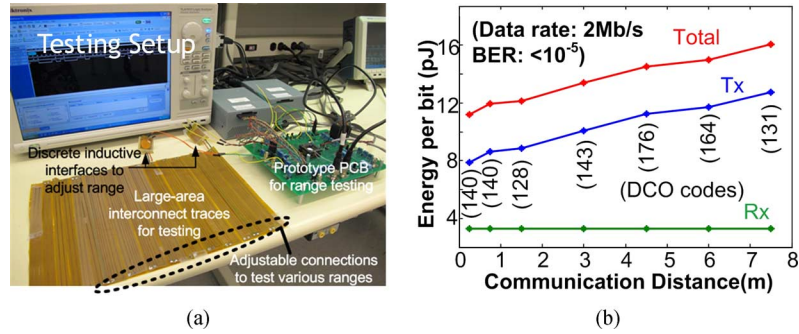 Tektronix
Testing Setup
Discrete inductive
interfaces to
adjust range
Prototype PCB
for range testing
Large-area
interconnect traces
for testing
Adjustable connections
to test various ranges
(a)
(Data rate: 2Mb/s
BER: <10⁻⁵)
Total
Tx
Rx
(140)
(140)
(128)
(143)
(176)
(164)
(131)
(DCO codes)
Energy per bit (pJ)
16
12
8
4
0 1 2 3 4 5 6 7 8
Communication Distance(m)
(b)